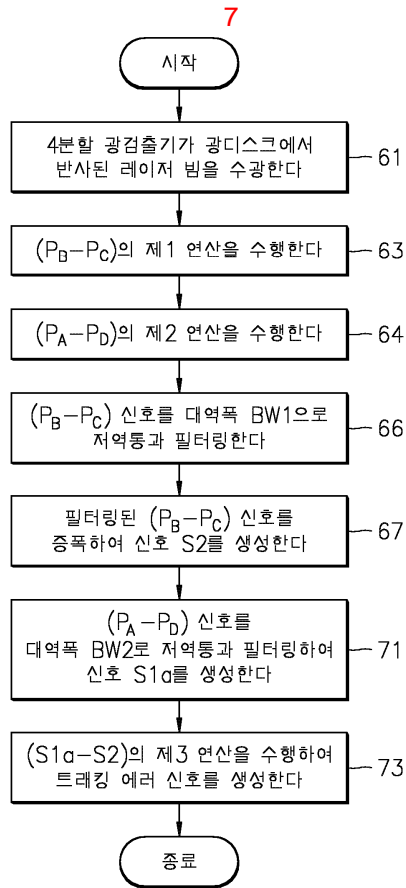 7
시작
4분할 광검출기가 광디스크에서
반사된 레이저 빔을 수광한다
61
(PB-PC)의 제1 연산을 수행한다
63
(PA-PD)의 제2 연산을 수행한다
64
(PB-PC) 신호를 대역폭 BW1으로
저역통과 필터링한다
66
필터링된 (PB-PC) 신호를
증폭하여 신호 S2를 생성한다
67
(PA-PD) 신호를
대역폭 BW2로 저역통과 필터링하여
신호 S1a를 생성한다
71
(S1a-S2)의 제3 연산을 수행하여
트래킹 에러 신호를 생성한다
73
종료